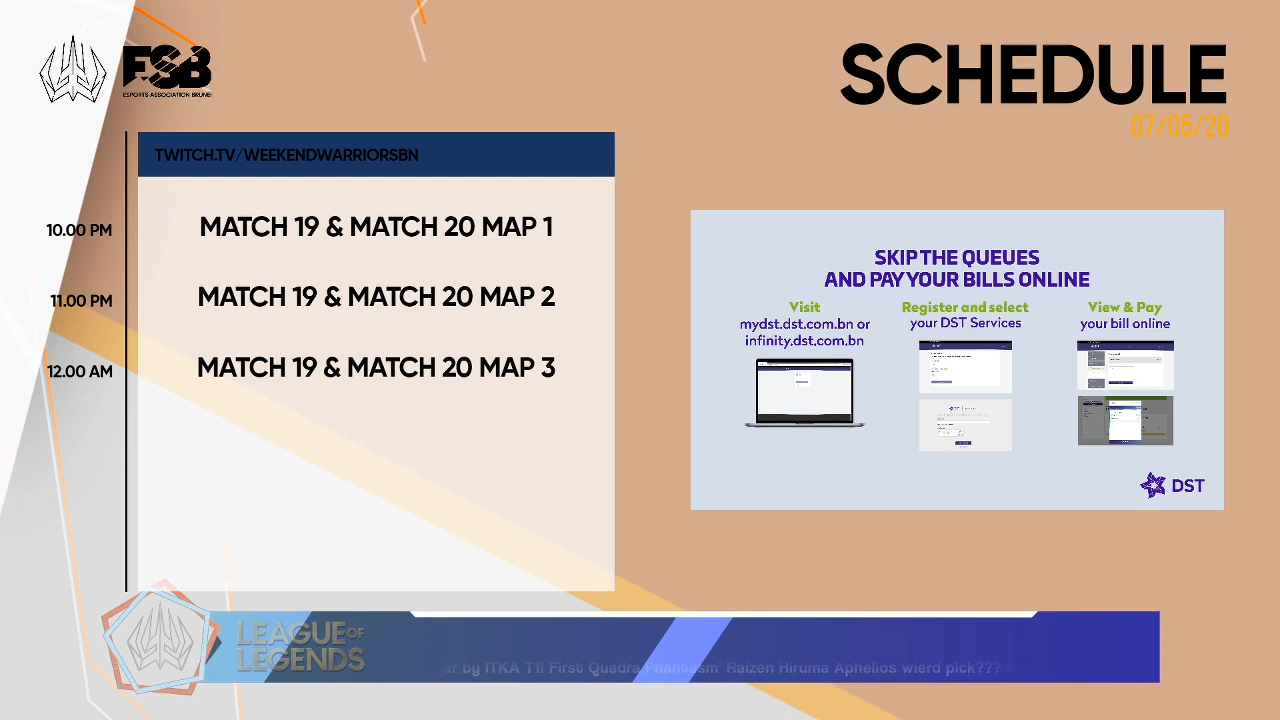 ESB
ESPORTS ASSOCIATION BRUNEI
SCHEDULE
07/05/20
TWITCH.TV/WEEKENDWARRIORSBN
10.00 PM
MATCH 19 & MATCH 20 MAP 1
11.00 PM
MATCH 19 & MATCH 20 MAP 2
12.00 AM
MATCH 19 & MATCH 20 MAP 3
SKIP THE QUEUES
AND PAY YOUR BILLS ONLINE
Visit
mydst.dst.com.bn or
infinity.dst.com.bn
Register and select
your DST Services
View & Pay
your bill online
DST
LEAGUE OF
LEGENDS
ar by ITKA T1! First Quadra Phantasm' Raizen Hiruma Aphelios wierd pick???